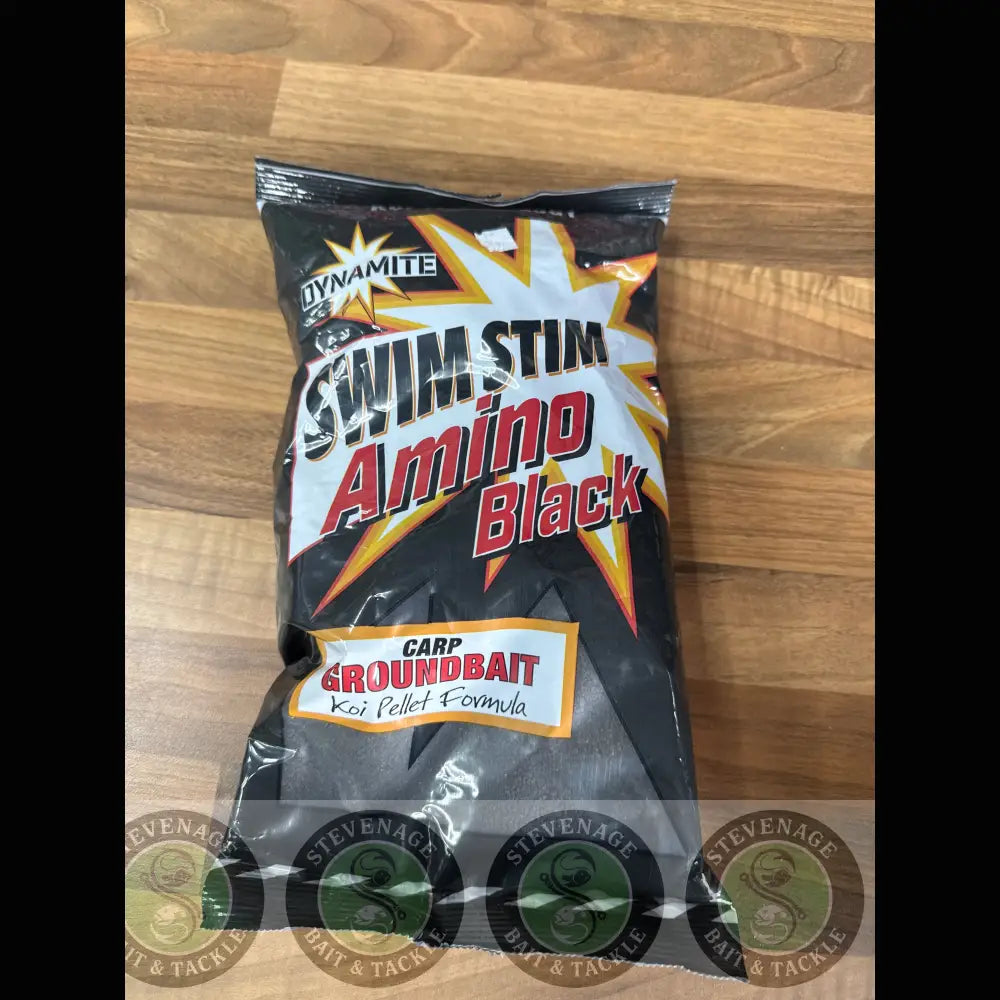 DYNAMITE
SWIM STIM
Amino
Black
CARP
GROUNDBAIT
Koi Pellet Formula
STEVENAGE
BAIT & TACKLE
STEVENAGE
BAIT & TACKLE
STEVENAGE
BAIT & TACKLE
STEVENAGE
BAIT & TACKLE